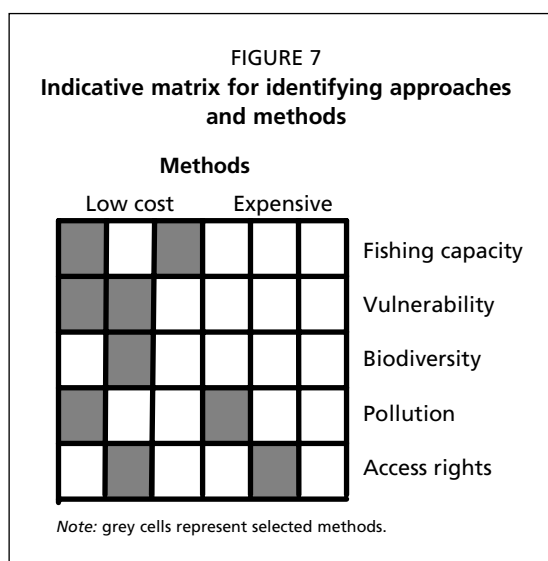 FIGURE 7
Indicative matrix for identifying approaches
and methods
Methods
Low cost Expensive
Fishing capacity
Vulnerability
Biodiversity
Pollution
Access rights
Note: grey cells represent selected methods.